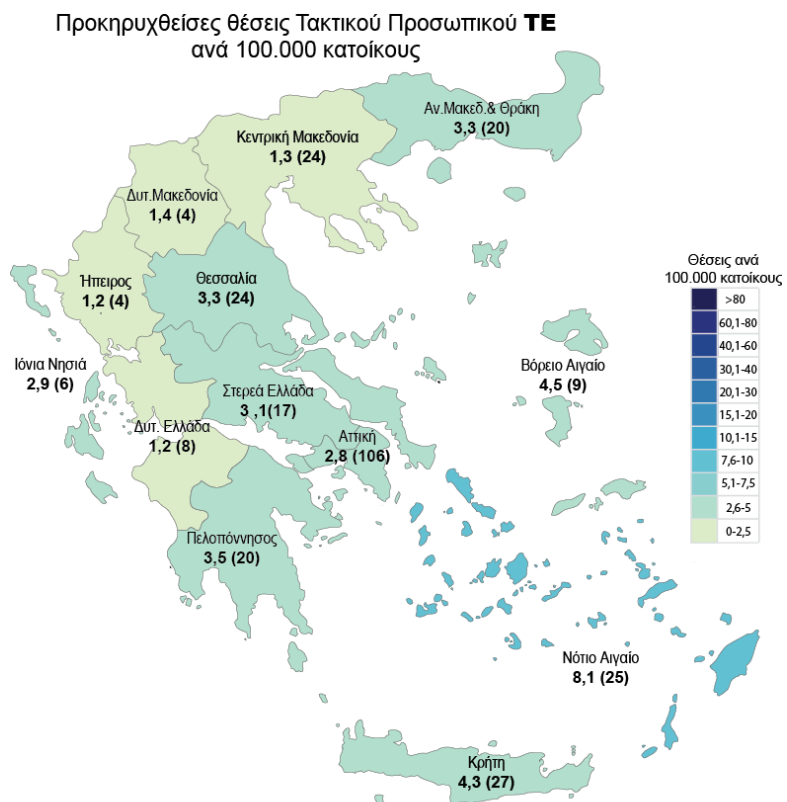 Προκηρυχθείσες θέσεις Τακτικού Προσωπικού ΤΕ
ανά 100.000 κατοίκους
Αν.Μακεδ.& Θράκη
3,3 (20)
Κεντρική Μακεδονία
1,3 (24)
Δυτ.Μακεδονία
1,4 (4)
Ήπειρος
1,2 (4)
Θεσσαλία
3,3 (24)
Ιόνια Νησιά
2,9 (6)
Στερεά Ελλάδα
3 ,1(17)
Βόρειο Αιγαίο
4,5 (9)
Δυτ. Ελλάδα
1,2 (8)
Αττική
2,8 (106)
Πελοπόννησος
3,5 (20)
Νότιο Αιγαίο
8,1 (25)
Κρήτη
4,3 (27)
Θέσεις ανά
100.000 κατοίκους
>80
60,1-80
40,1-60
30,1-40
20,1-30
15,1-20
10,1-15
7,6-10
5,1-7,5
2,6-5
0-2,5